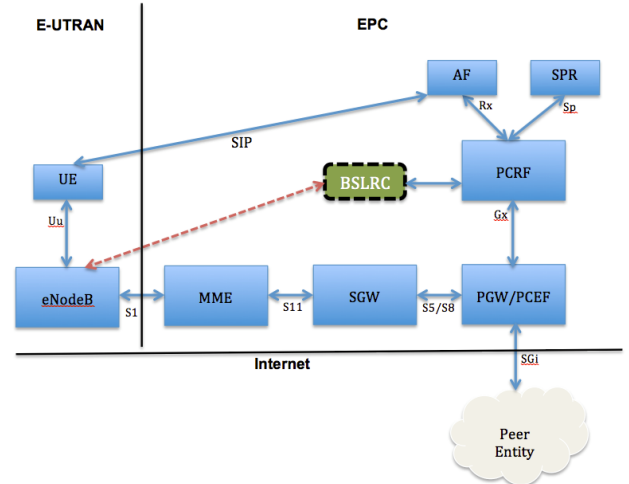 E-UTRAN
EPC
AF
SPR
Rx
Sp
SIP
UE
BSLRC
PCRF
Uu
Gx
eNodeB
MME
SGW
PGW/PCEF
S1
S11
S5/S8
Internet
SGi
Peer
Entity